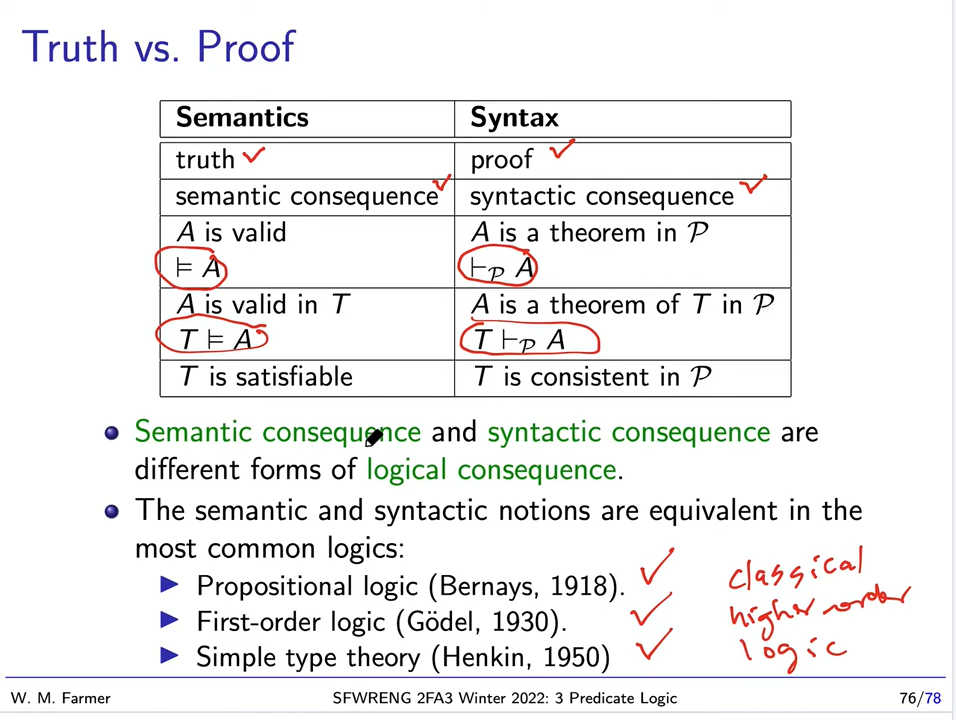 Truth vs. Proof
Semantics Syntax
truth proof
semantic consequence syntactic consequence
A is valid A is a theorem in 𝒫
⊨ A ⊢𝒫 A
A is valid in T A is a theorem of T in 𝒫
T ⊨ A T ⊢𝒫 A
T is satisfiable T is consistent in 𝒫
Semantic consequence and syntactic consequence are
different forms of logical consequence.
The semantic and syntactic notions are equivalent in the
most common logics:
Propositional logic (Bernays, 1918).
First-order logic (Gödel, 1930).
Simple type theory (Henkin, 1950)
classical
higher-order
logic
W. M. Farmer SFWRENG 2FA3 Winter 2022: 3 Predicate Logic 76/78